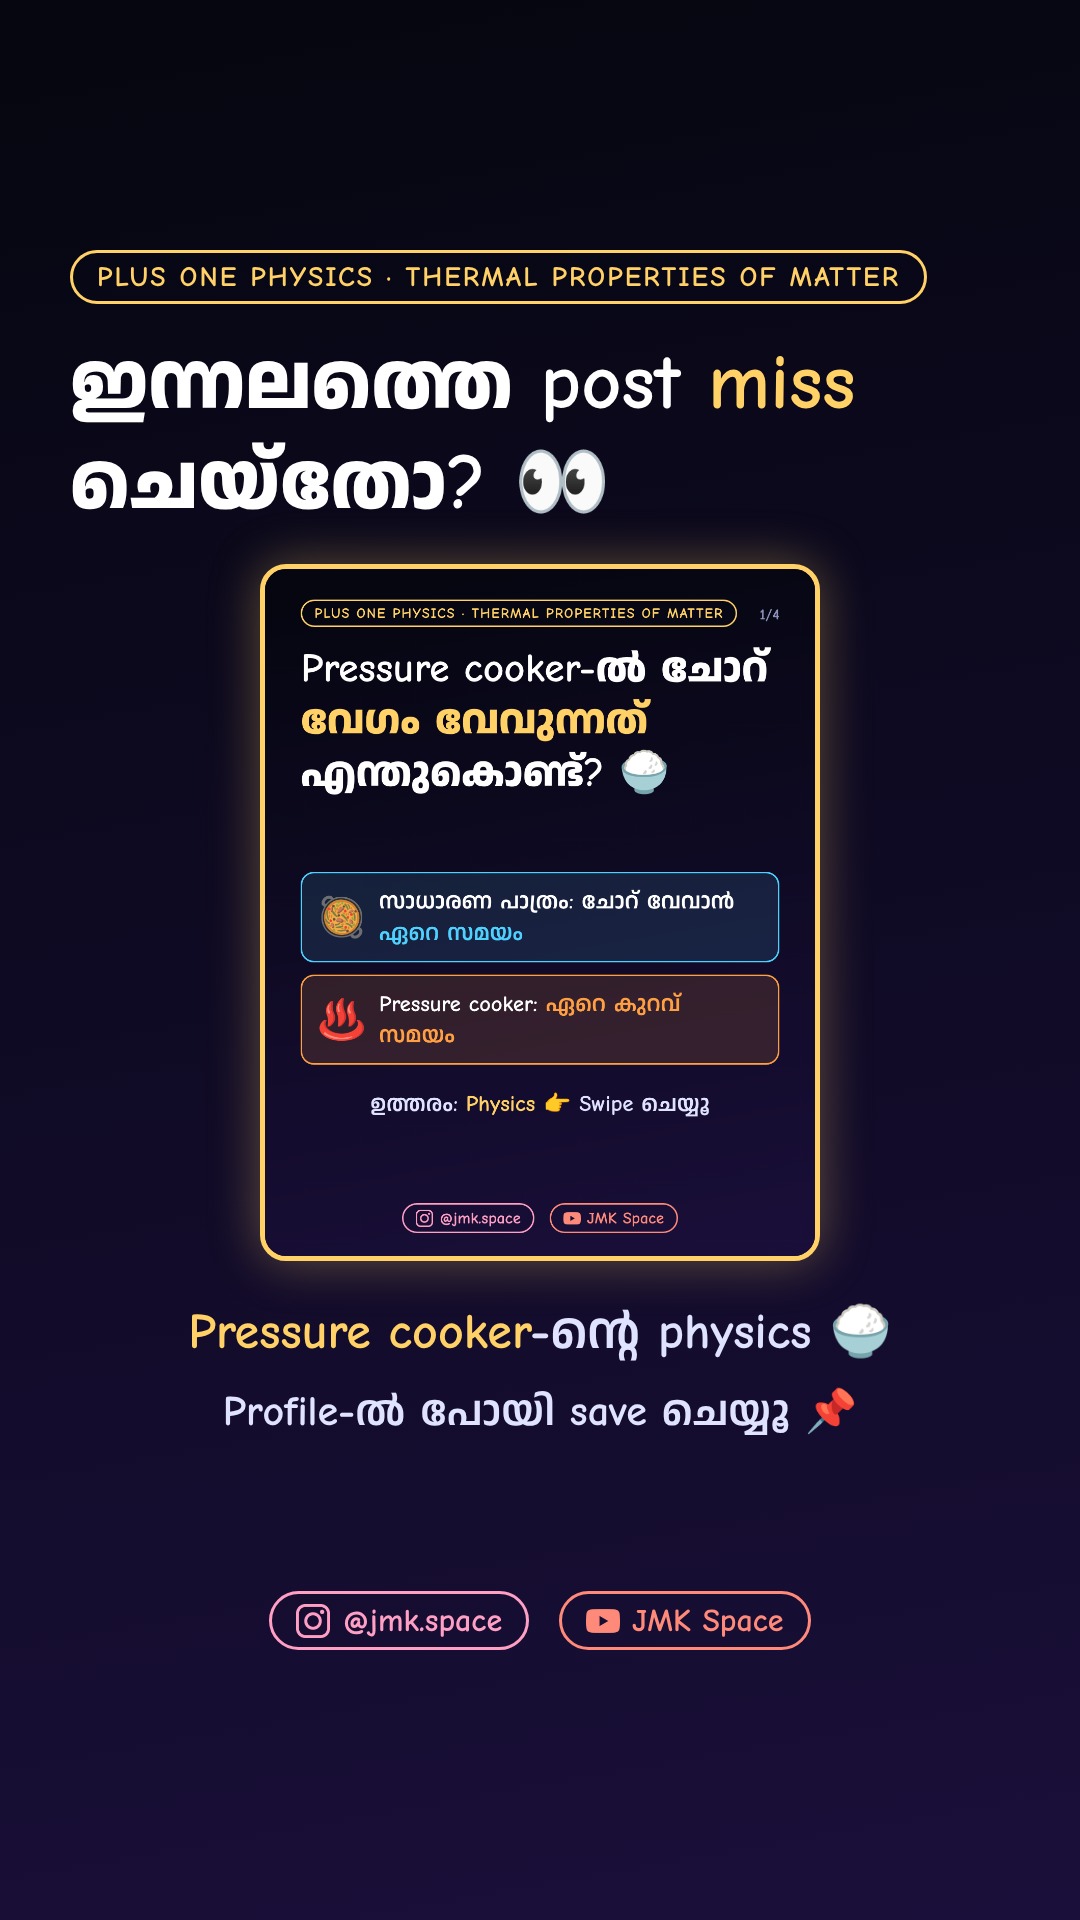 PLUS ONE PHYSICS · THERMAL PROPERTIES OF MATTER
ഇന്നലത്തെ post miss
ചെയ്തോ? 👀
PLUS ONE PHYSICS · THERMAL PROPERTIES OF MATTER 1/4
Pressure cooker-ൽ ചോറ്
വേഗം വേവുന്നത്
എന്തുകൊണ്ട്? 🍚
സാധാരണ പാത്രം: ചോറ് വേവാൻ
ഏറെ സമയം
Pressure cooker: ഏറെ കുറവ്
സമയം
ഉത്തരം: Physics 👉 Swipe ചെയ്യൂ
@jmk.space JMK Space
Pressure cooker-ന്റെ physics 🍚
Profile-ൽ പോയി save ചെയ്യൂ 📌
@jmk.space JMK Space